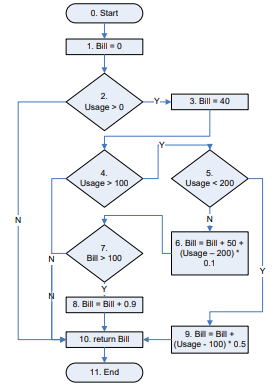 0. Start
1. Bill = 0
2.
Usage > 0
Y
3. Bill = 40
Y
4.
Usage > 100
5.
Usage < 200
N
N
6. Bill = Bill + 50 +
(Usage – 200) *
0.1
7.
Bill > 100
N
Y
Y
N
8. Bill = Bill + 0.9
10. return Bill
9. Bill = Bill +
(Usage - 100) * 0.5
11. End